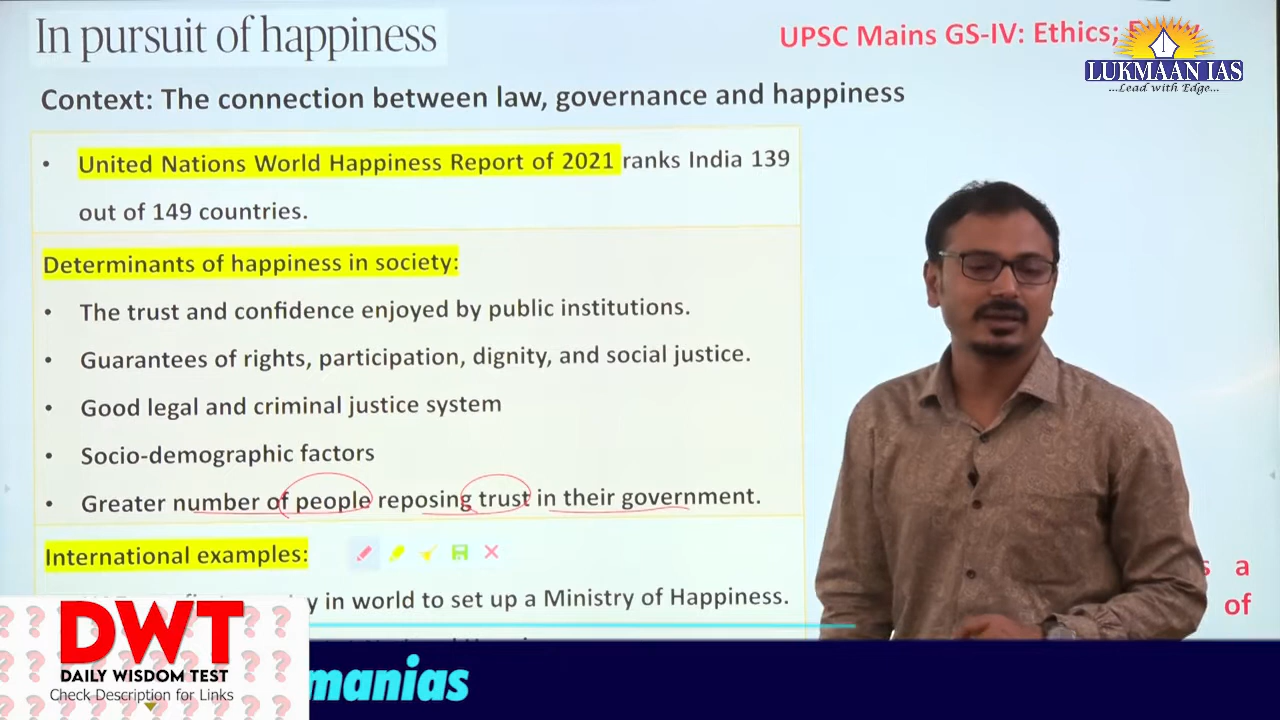 In pursuit of happiness
UPSC Mains GS-IV: Ethics;
LUKMAAN IAS
...Lead with Edge...
Context: The connection between law, governance and happiness
• United Nations World Happiness Report of 2021 ranks India 139
out of 149 countries.
Determinants of happiness in society:
• The trust and confidence enjoyed by public institutions.
• Guarantees of rights, participation, dignity, and social justice.
• Good legal and criminal justice system
• Socio-demographic factors
• Greater number of people reposing trust in their government.
International examples:
in world to set up a Ministry of Happiness.
s a
of
DWT
DAILY WISDOM TEST
Check Description for Links
manias